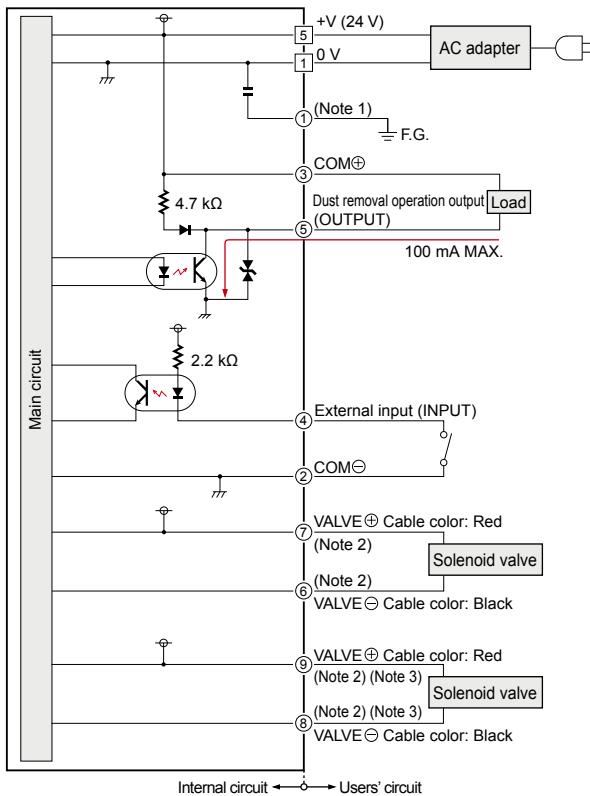 +V (24 V)
5
AC adapter
0 V
1
(Note 1)
1
F.G.
COM⊕
3
4.7 kΩ
Dust removal operation output
Load
5
(OUTPUT)
100 mA MAX.
Main circuit
2.2 kΩ
External input (INPUT)
4
COM⊖
2
VALVE⊕ Cable color: Red
7
(Note 2)
Solenoid valve
(Note 2)
6
VALVE⊖ Cable color: Black
VALVE⊕ Cable color: Red
9
(Note 2) (Note 3)
Solenoid valve
(Note 2) (Note 3)
8
VALVE⊖ Cable color: Black
Internal circuit
Users' circuit